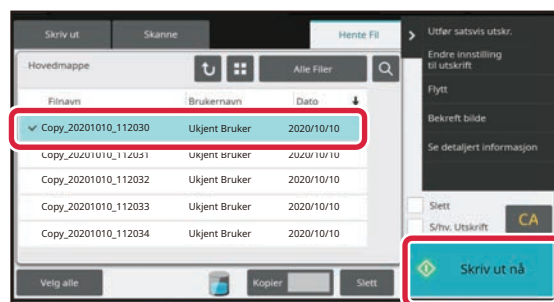 Skriv ut
Skanne
Hente Fil
Utfør satsvis utskr.
Endre innstilling
til utskrift
Flytt
Bekreft bilde
Se detaljert informasjon
Hovedmappe
Alle Filer
Filnavn Brukernavn Dato
Copy_20201010_112030 Ukjent Bruker 2020/10/10
Copy_20201010_112031 Ukjent Bruker 2020/10/10
Copy_20201010_112032 Ukjent Bruker 2020/10/10
Copy_20201010_112033 Ukjent Bruker 2020/10/10
Copy_20201010_112034 Ukjent Bruker 2020/10/10
Slett
S/hv. Utskrift
CA
Velg alle
Kopier
Slett
Skriv ut nå